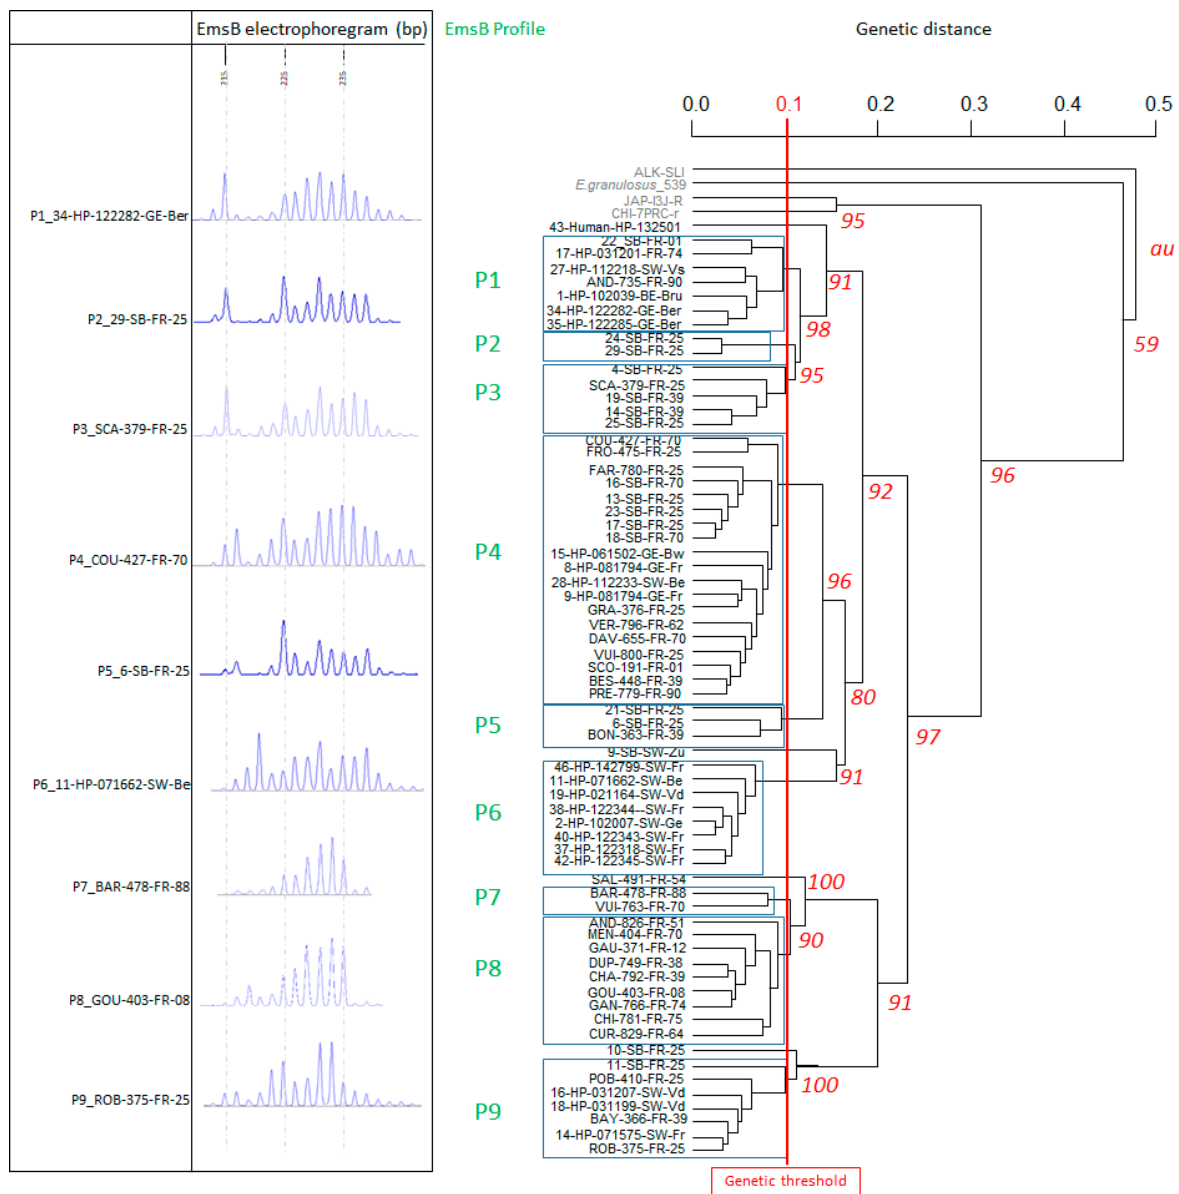 EmsB electrophoregram (bp)
EmsB Profile
Genetic distance
215
225
235
0.0
0.1
0.2
0.3
0.4
0.5
P1_34-HP-122282-GE-Ber
P2_29-SB-FR-25
P3_SCA-379-FR-25
P4_COU-427-FR-70
P5_6-SB-FR-25
P6_11-HP-071662-SW-Be
P7_BAR-478-FR-88
P8_GOU-403-FR-08
P9_ROB-375-FR-25
P1
P2
P3
P4
P5
P6
P7
P8
P9
ALK-SLI
E.granulosus_539
JAP-I3J-R
CHI-7PRC-r
43-Human-HP-132501
22_SB-FR-01
17-HP-031201-FR-74
27-HP-112218-SW-Vs
AND-735-FR-90
1-HP-102039-BE-Bru
34-HP-122282-GE-Ber
35-HP-122285-GE-Ber
24-SB-FR-25
29-SB-FR-25
4-SB-FR-25
SCA-379-FR-25
19-SB-FR-39
14-SB-FR-39
25-SB-FR-25
COU-427-FR-70
FRO-475-FR-25
FAR-780-FR-25
16-SB-FR-70
13-SB-FR-25
23-SB-FR-25
17-SB-FR-25
18-SB-FR-70
15-HP-061502-GE-Bw
8-HP-081794-GE-Fr
28-HP-112233-SW-Be
9-HP-081794-GE-Fr
GRA-376-FR-25
VER-796-FR-62
DAV-655-FR-70
VUI-800-FR-25
SCO-191-FR-01
BES-448-FR-39
PRE-779-FR-90
21-SB-FR-25
6-SB-FR-25
BON-363-FR-39
9-SB-SW-Zu
46-HP-142799-SW-Fr
11-HP-071662-SW-Be
19-HP-021164-SW-Vd
38-HP-122344--SW-Fr
2-HP-102007-SW-Ge
40-HP-122343-SW-Fr
37-HP-122318-SW-Fr
42-HP-122345-SW-Fr
SAL-491-FR-54
BAR-478-FR-88
VUI-763-FR-70
AND-826-FR-51
MEN-404-FR-70
GAU-371-FR-12
DUP-749-FR-38
CHA-792-FR-39
GOU-403-FR-08
GAN-766-FR-74
CHI-781-FR-75
CUR-829-FR-64
10-SB-FR-25
11-SB-FR-25
POB-410-FR-25
16-HP-031207-SW-Vd
18-HP-031199-SW-Vd
BAY-366-FR-39
14-HP-071575-SW-Fr
ROB-375-FR-25
95
au
91
98
59
95
96
92
96
80
97
91
100
90
91
100
Genetic threshold